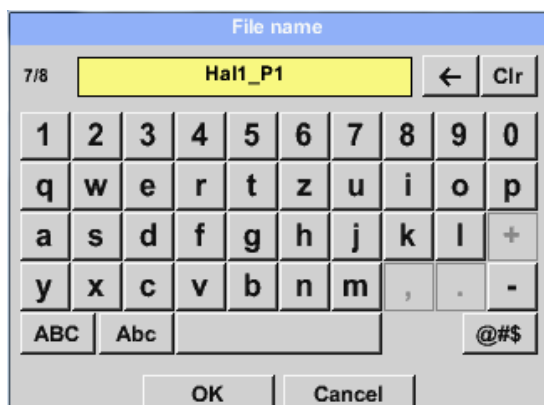 File name
7/8 Hal1_P1 ← Clr
1 2 3 4 5 6 7 8 9 0
q w e r t z u i o p
a s d f g h j k l +
y x c v b n m , . -
ABC Abc @#$
OK Cancel